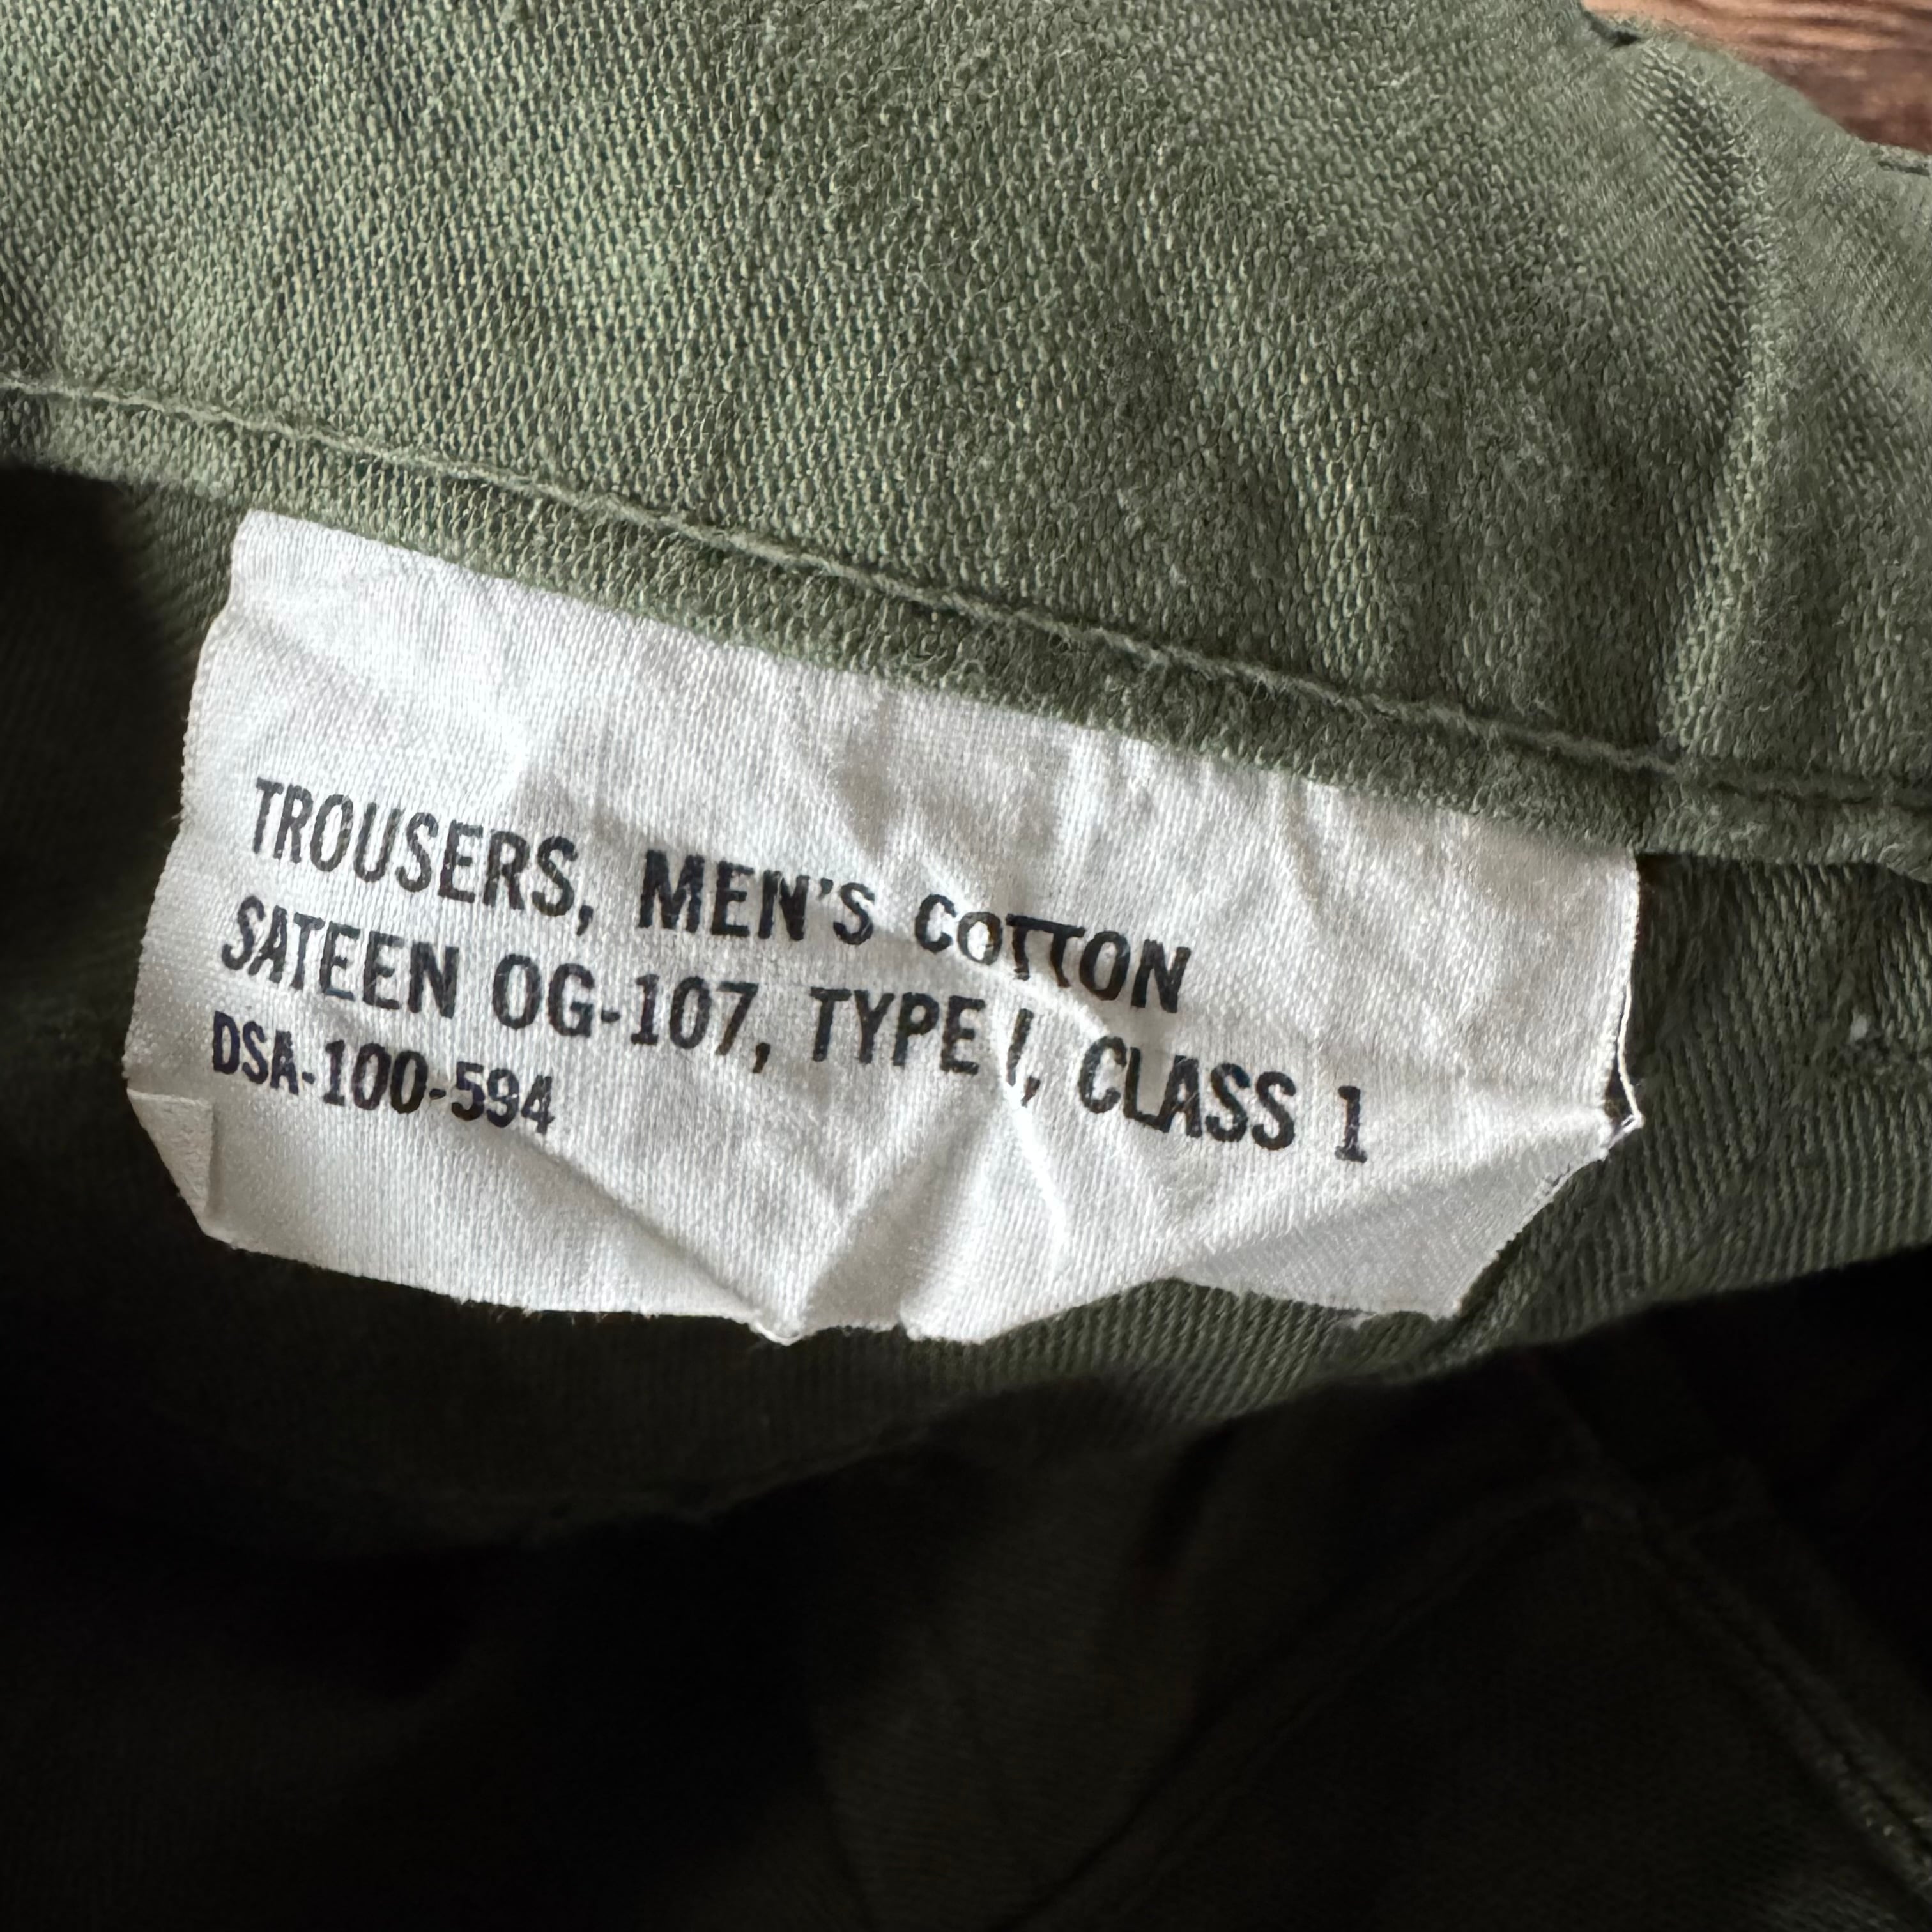 TROUSERS, MEN'S COTTON
SATEEN OG-107, TYPE I, CLASS 1
DSA-100-594